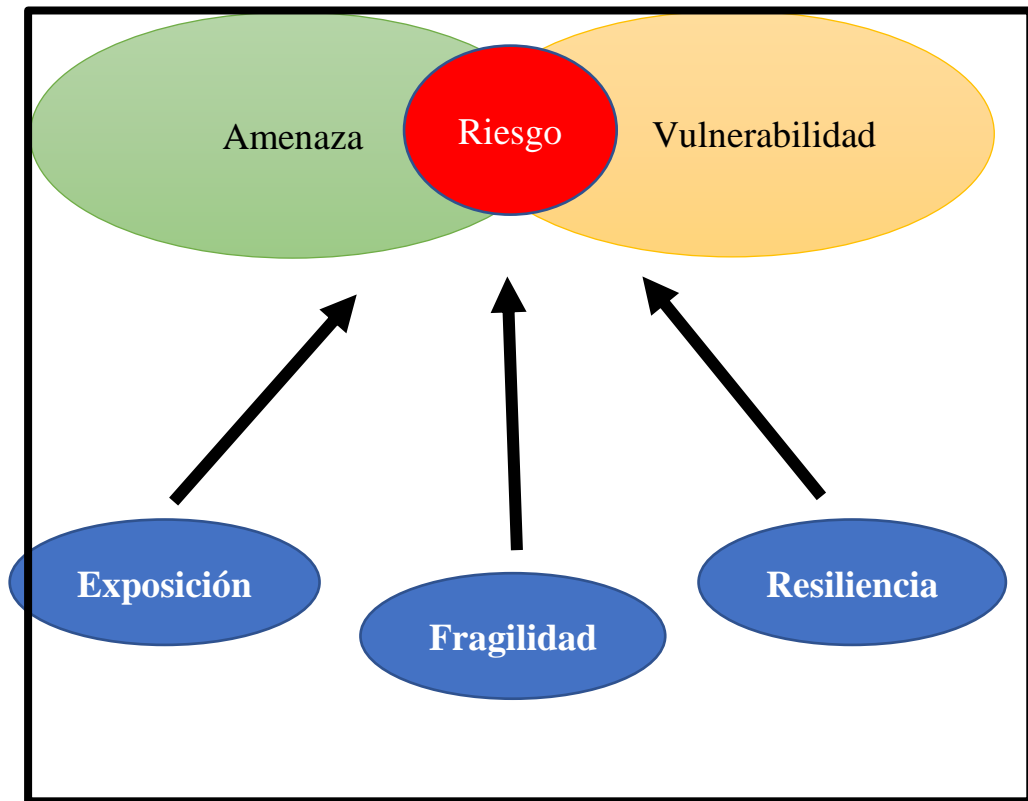 Amenaza
Riesgo
Vulnerabilidad
Exposición
Fragilidad
Resiliencia